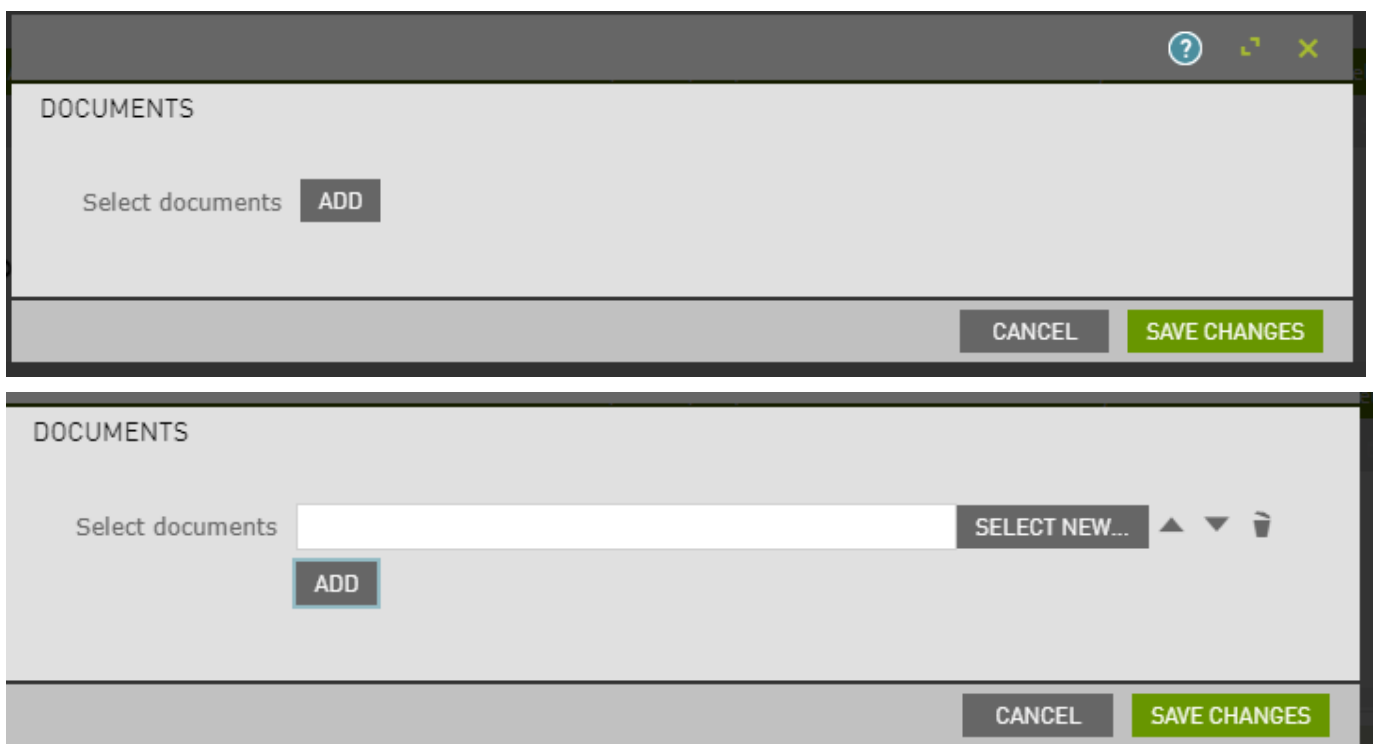 ?
DOCUMENTS
Select documents ADD
CANCEL SAVE CHANGES
DOCUMENTS
Select documents SELECT NEW...
ADD
CANCEL SAVE CHANGES